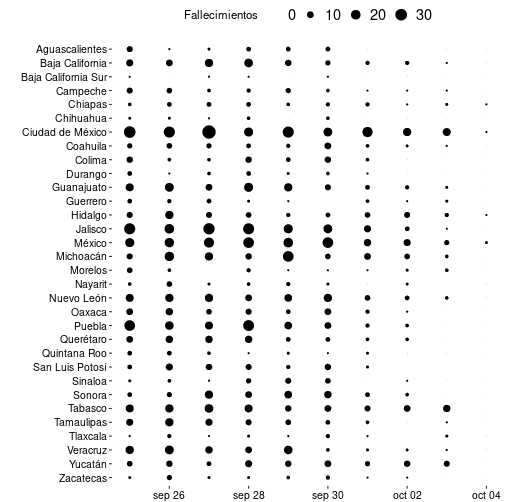 Fallecimientos 0 10 20 30
Aguascalientes
Baja California
Baja California Sur
Campeche
Chiapas
Chihuahua
Ciudad de México
Coahuila
Colima
Durango
Guanajuato
Guerrero
Hidalgo
Jalisco
México
Michoacán
Morelos
Nayarit
Nuevo León
Oaxaca
Puebla
Querétaro
Quintana Roo
San Luis Potosí
Sinaloa
Sonora
Tabasco
Tamaulipas
Tlaxcala
Veracruz
Yucatán
Zacatecas
sep 26 sep 28 sep 30 oct 02 oct 04